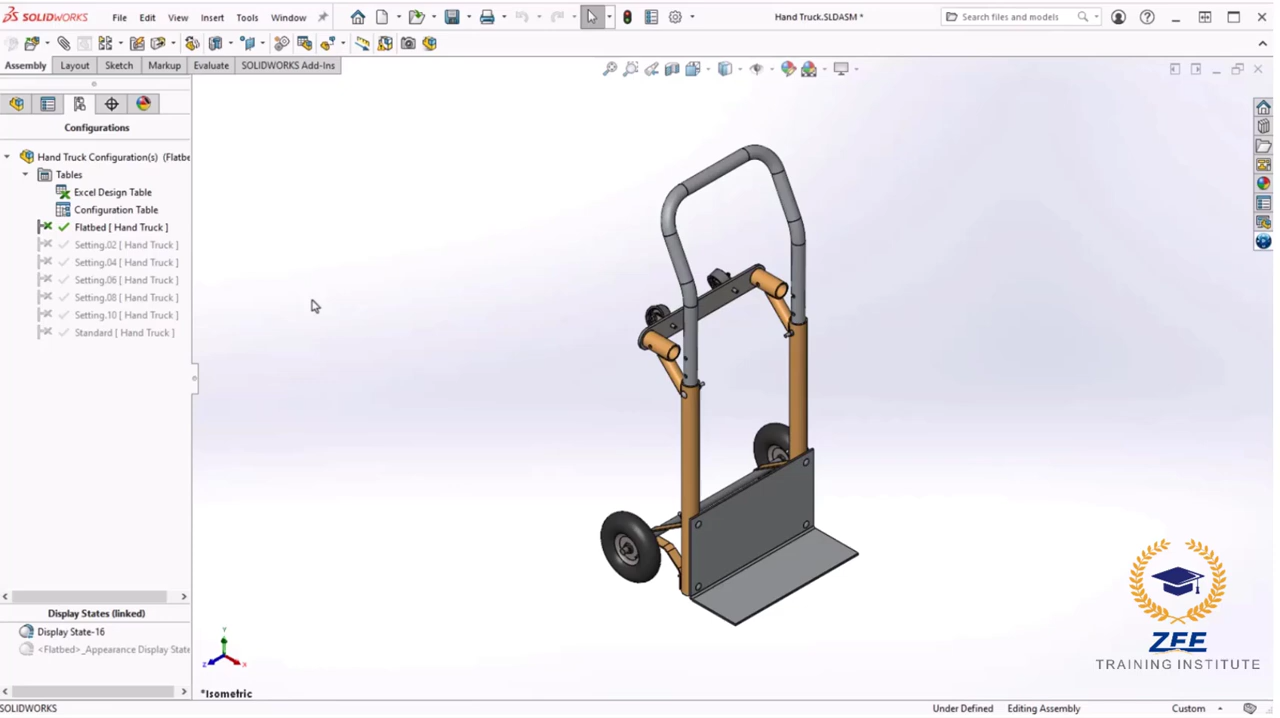 SOLIDWORKS File Edit View Insert Tools Window Hand Truck.SLDASM * Search files and models
Assembly Layout Sketch Markup Evaluate SOLIDWORKS Add-Ins
Configurations
Hand Truck Configuration(s) (Flatbe
Tables
Excel Design Table
Configuration Table
Flatbed [ Hand Truck ]
Setting.02 [ Hand Truck ]
Setting.04 [ Hand Truck ]
Setting.06 [ Hand Truck ]
Setting.08 [ Hand Truck ]
Setting.10 [ Hand Truck ]
Standard [ Hand Truck ]
Display States (linked)
Display State-16
<Flatbed>_Appearance Display State
Y
Z X
*Isometric
ZFE
TRAINING INSTITUTE
SOLIDWORKS Under Defined Editing Assembly Custom